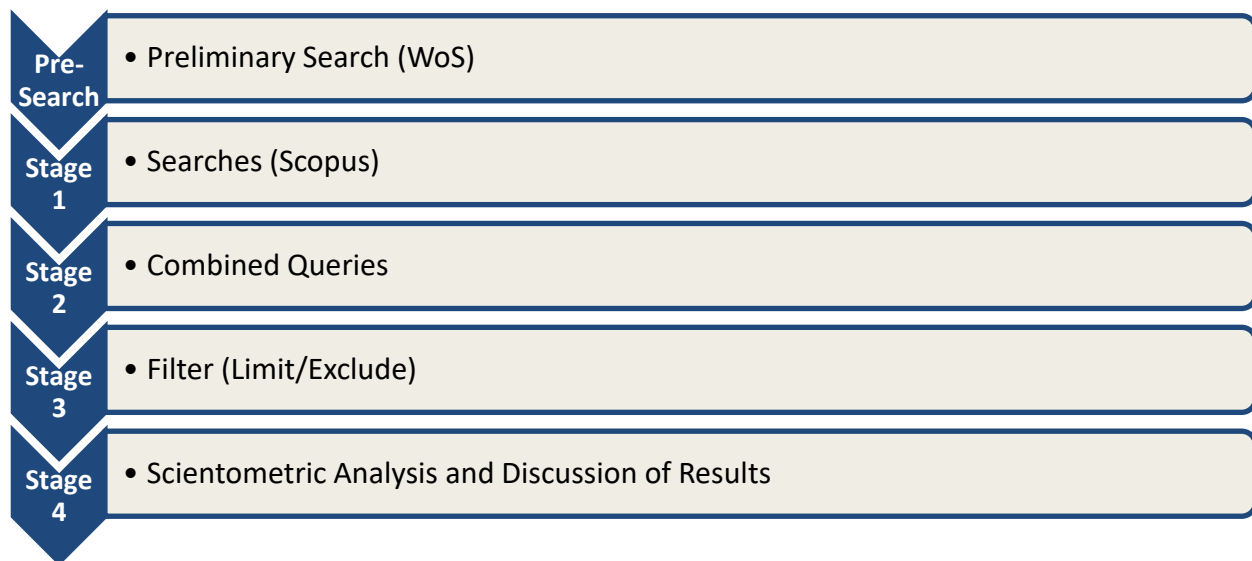 Pre-
Search
• Preliminary Search (WoS)
Stage
1
• Searches (Scopus)
Stage
2
• Combined Queries
Stage
3
• Filter (Limit/Exclude)
Stage
4
• Scientometric Analysis and Discussion of Results